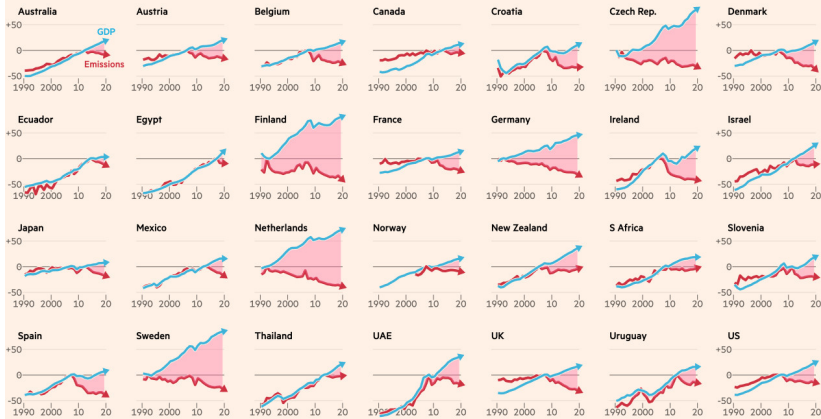 Australia Austria Belgium Canada Croatia Czech Rep. Denmark
+50 GDP
0
-50 Emissions
1990 2000 10 20 1990 2000 10 20 1990 2000 10 20 1990 2000 10 20 1990 2000 10 20 1990 2000 10 20 1990 2000 10 20
Ecuador Egypt Finland France Germany Ireland Israel
+50
0
-50
1990 2000 10 20 1990 2000 10 20 1990 2000 10 20 1990 2000 10 20 1990 2000 10 20 1990 2000 10 20 1990 2000 10 20
Japan Mexico Netherlands Norway New Zealand S Africa Slovenia
+50
0
-50
1990 2000 10 20 1990 2000 10 20 1990 2000 10 20 1990 2000 10 20 1990 2000 10 20 1990 2000 10 20 1990 2000 10 20
Spain Sweden Thailand UAE UK Uruguay US
+50
0
-50
1990 2000 10 20 1990 2000 10 20 1990 2000 10 20 1990 2000 10 20 1990 2000 10 20 1990 2000 10 20 1990 2000 10 20